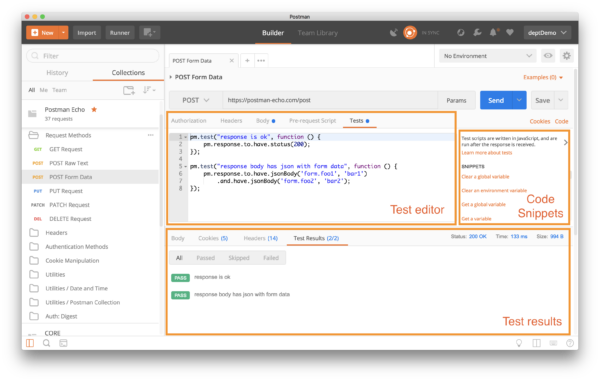 Postman
New
Import
Runner
Builder
Team Library
IN SYNC
deptDemo
Filter
History
Collections
All Me Team
Postman Echo
37 requests
Request Methods
GET GET Request
POST POST Raw Text
POST POST Form Data
PUT PUT Request
PATCH PATCH Request
DEL DELETE Request
Headers
Authentication Methods
Cookie Manipulation
Utilities
Utilities / Date and Time
Utilities / Postman Collection
Auth: Digest
CORE
POST Form Data
No Environment
POST Form Data
Examples (0)
POST
https://postman-echo.com/post
Params
Send
Save
Authorization
Headers
Body
Pre-request Script
Tests
Cookies Code
1 pm.test("response is ok", function () {
2 pm.response.to.have.status(200);
3 });
4
5 pm.test("response body has json with form data", function () {
6 pm.response.to.have.jsonBody('form.foo1', 'bar1')
7 .and.have.jsonBody('form.foo2', 'bar2');
8 });
Test editor
Test scripts are written in JavaScript, and are
run after the response is received.
Learn more about tests
SNIPPETS
Clear a global variable
Clear an environment variable
Get a global variable
Get a variable
Code
Snippets
Body
Cookies (5)
Headers (14)
Test Results (2/2)
Status: 200 OK
Time: 133 ms
Size: 994 B
All
Passed
Skipped
Failed
PASS response is ok
PASS response body has json with form data
Test results